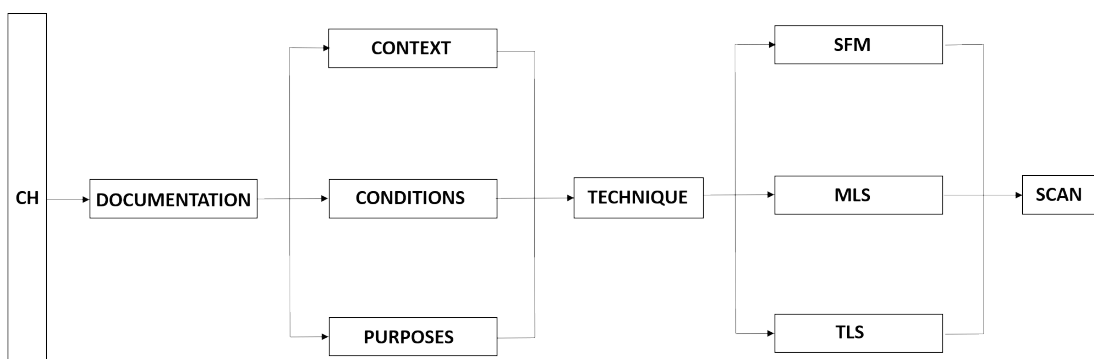 CH
DOCUMENTATION
CONTEXT
CONDITIONS
PURPOSES
TECHNIQUE
SFM
MLS
TLS
SCAN